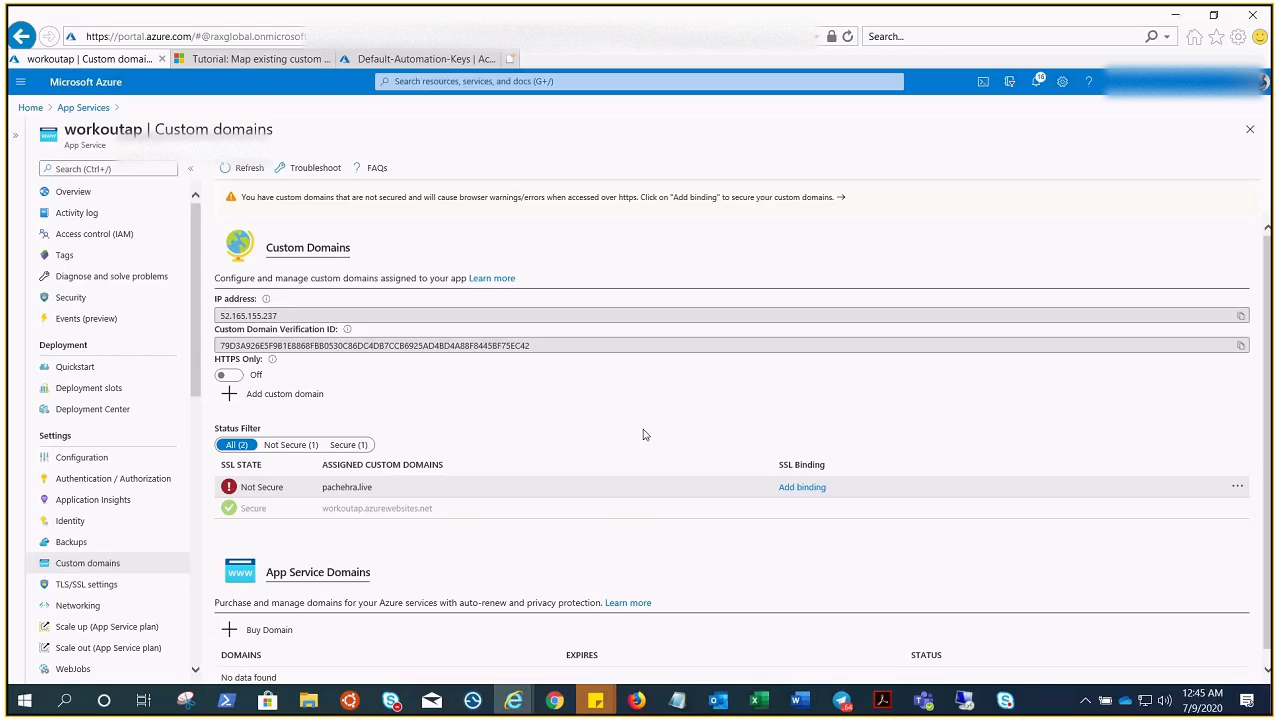 https://portal.azure.com/#@raxglobal.onmicrosoft
Search...
workoutap | Custom domai...
Tutorial: Map existing custom ...
Default-Automation-Keys | Ac...
Microsoft Azure
Search resources, services, and docs (G+/)
16
?
Home > App Services >
workoutap | Custom domains
App Service
Search (Ctrl+/)
«
Refresh
Troubleshoot
? FAQs
You have custom domains that are not secured and will cause browser warnings/errors when accessed over https. Click on "Add binding" to secure your custom domains. →
Overview
Activity log
Access control (IAM)
Tags
Diagnose and solve problems
Security
Events (preview)
Deployment
Quickstart
Deployment slots
Deployment Center
Settings
Configuration
Authentication / Authorization
Application Insights
Identity
Backups
Custom domains
TLS/SSL settings
Networking
Scale up (App Service plan)
Scale out (App Service plan)
WebJobs
Custom Domains
Configure and manage custom domains assigned to your app Learn more
IP address:
52.165.155.237
Custom Domain Verification ID:
79D3A926E5F9B1E8868FBB0530C86DC4DB7CCB6925AD4BD4A88F8445BF75EC42
HTTPS Only:
Off
Add custom domain
Status Filter
All (2) Not Secure (1) Secure (1)
SSL STATE ASSIGNED CUSTOM DOMAINS SSL Binding
Not Secure pachehra.live Add binding ...
Secure workoutap.azurewebsites.net
www
App Service Domains
Purchase and manage domains for your Azure services with auto-renew and privacy protection. Learn more
Buy Domain
DOMAINS EXPIRES STATUS
No data found
12:45 AM
7/9/2020